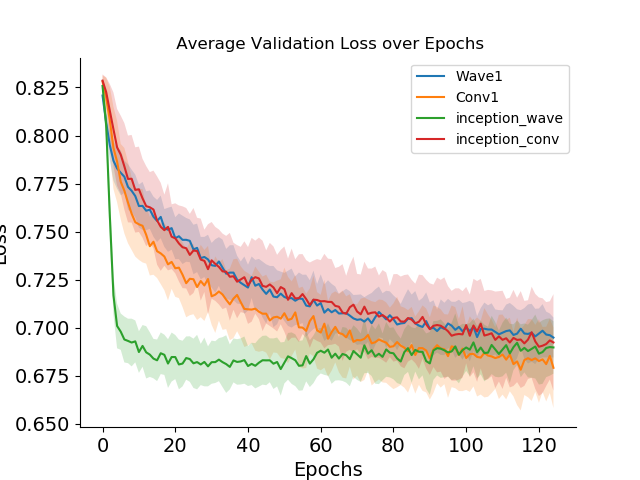 Average Validation Loss over Epochs
Wave1
Conv1
inception_wave
inception_conv
0.825
0.800
0.775
0.750
0.725
0.700
0.675
0.650
Loss
0
20
40
60
80
100
120
Epochs